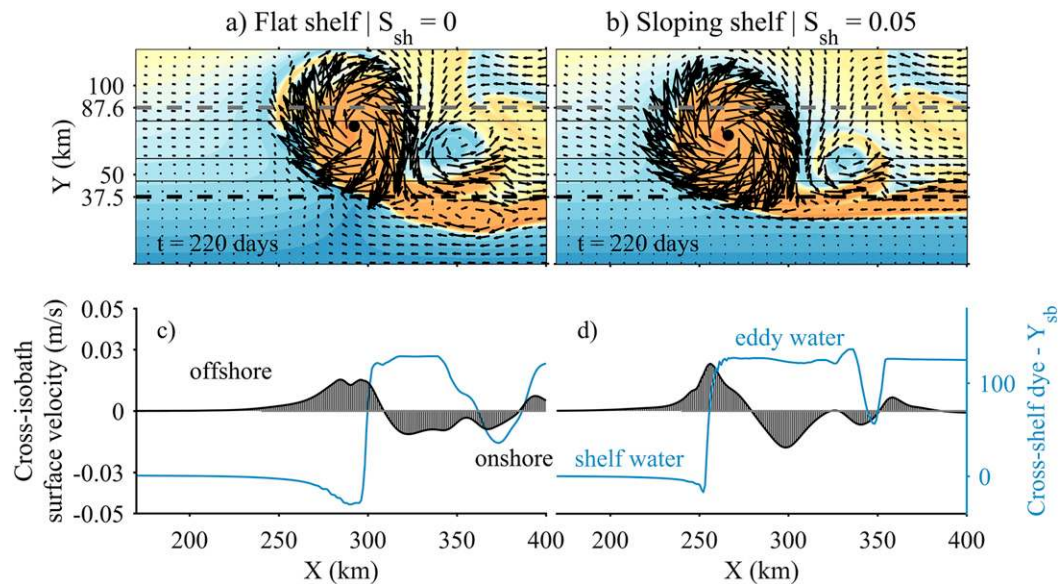 a) Flat shelf | S_sh = 0
b) Sloping shelf | S_sh = 0.05
100
87.6
50
37.5
Y (km)
t = 220 days
t = 220 days
0.05
0.03
0
-0.03
-0.05
Cross-isobath
surface velocity (m/s)
c)
offshore
onshore
d)
eddy water
shelf water
100
0
Cross-shelf dye - Y_sb
200
250
300
350
400
200
250
300
350
400
X (km)
X (km)